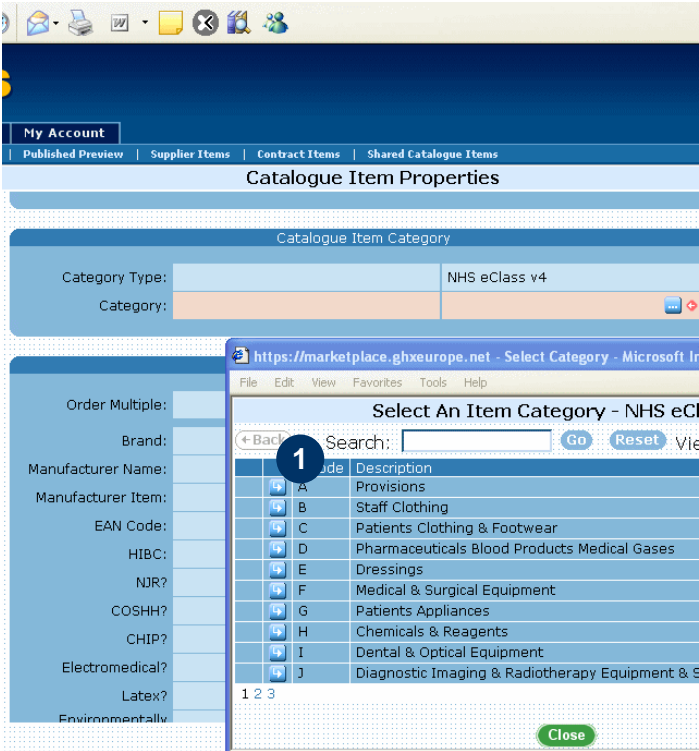 My Account
| Published Preview | Supplier Items | Contract Items | Shared Catalogue Items
Catalogue Item Properties
Catalogue Item Category
Category Type: NHS eClass v4
Category: ...
https://marketplace.ghxeurope.net - Select Category - Microsoft In
File Edit View Favorites Tools Help
Order Multiple:
Select An Item Category - NHS eCl
Brand:
Back Search: Go Reset Vie
1
de Description
Manufacturer Name:
A Provisions
Manufacturer Item:
B Staff Clothing
EAN Code:
C Patients Clothing & Footwear
HIBC:
D Pharmaceuticals Blood Products Medical Gases
NJR?
E Dressings
F Medical & Surgical Equipment
COSHH?
G Patients Appliances
CHIP?
H Chemicals & Reagents
Electromedical?
I Dental & Optical Equipment
J Diagnostic Imaging & Radiotherapy Equipment & S
Latex?
1 2 3
Environmentally
Close